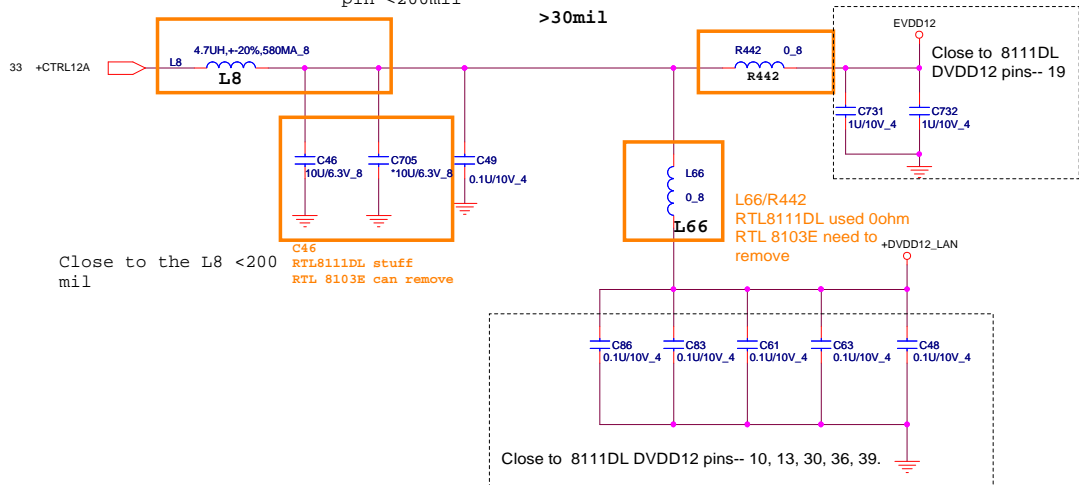 pin <200mil
>30mil
33 +CTRL12A
L8
4.7UH,+-20%,580MA_8
L8
R442 0_8
R442
EVDD12
Close to 8111DL
DVDD12 pins-- 19
C731
1U/10V_4
C732
1U/10V_4
C46
10U/6.3V_8
C705
*10U/6.3V_8
C49
0.1U/10V_4
L66
0_8
L66
L66/R442
RTL8111DL used 0ohm
RTL 8103E need to
remove
C46
RTL8111DL stuff
RTL 8103E can remove
Close to the L8 <200
mil
+DVDD12_LAN
C86
0.1U/10V_4
C83
0.1U/10V_4
C61
0.1U/10V_4
C63
0.1U/10V_4
C48
0.1U/10V_4
Close to 8111DL DVDD12 pins-- 10, 13, 30, 36, 39.